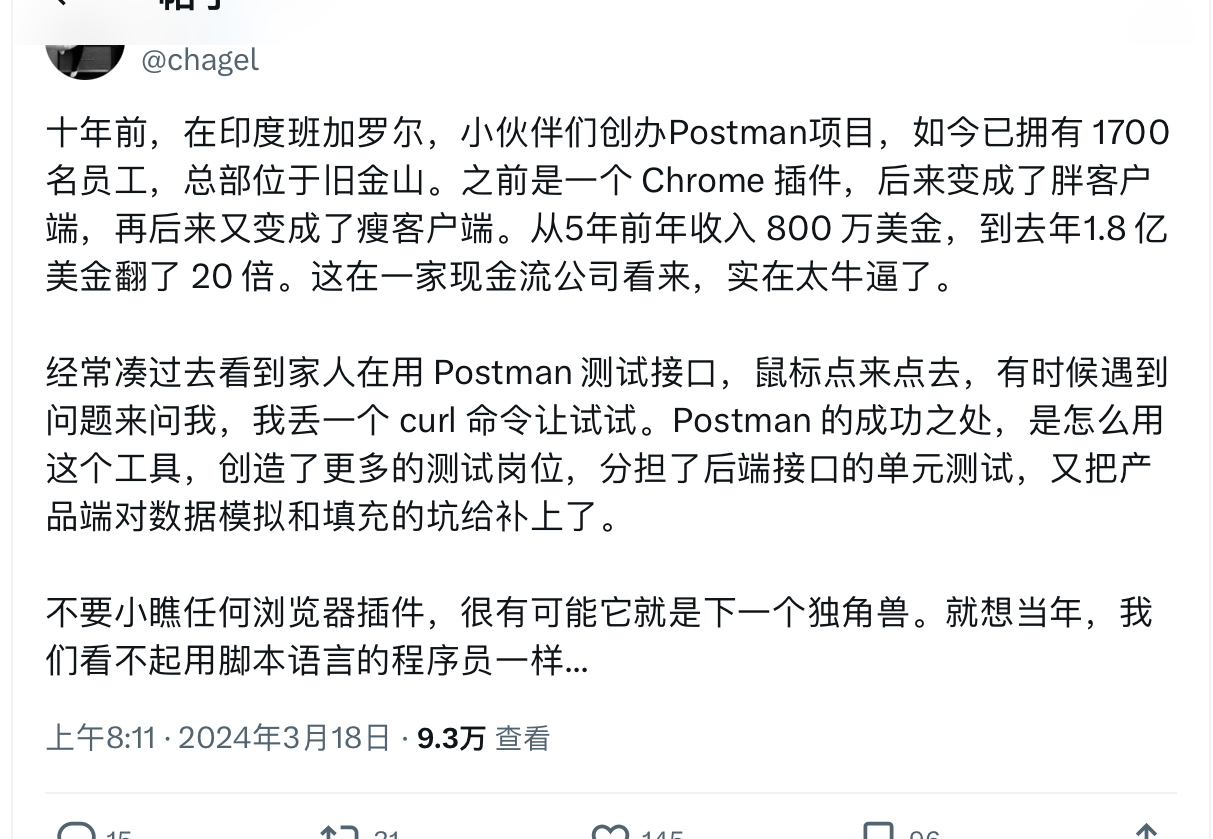 @chagel
十年前，在印度班加罗尔，小伙伴们创办Postman项目，如今已拥有 1700
名员工，总部位于旧金山。之前是一个 Chrome 插件，后来变成了胖客户
端，再后来又变成了瘦客户端。从5年前年收入 800 万美金，到去年1.8 亿
美金翻了 20 倍。这在一家现金流公司看来，实在太牛逼了。
经常凑过去看到家人在用 Postman 测试接口，鼠标点来点去，有时候遇到
问题来问我，我丢一个 curl 命令让试试。Postman 的成功之处，是怎么用
这个工具，创造了更多的测试岗位，分担了后端接口的单元测试，又把产
品端对数据模拟和填充的坑给补上了。
不要小瞧任何浏览器插件，很有可能它就是下一个独角兽。就想当年，我
们看不起用脚本语言的程序员一样...
上午8:11 · 2024年3月18日 · 9.3万 查看
15 21 145 96